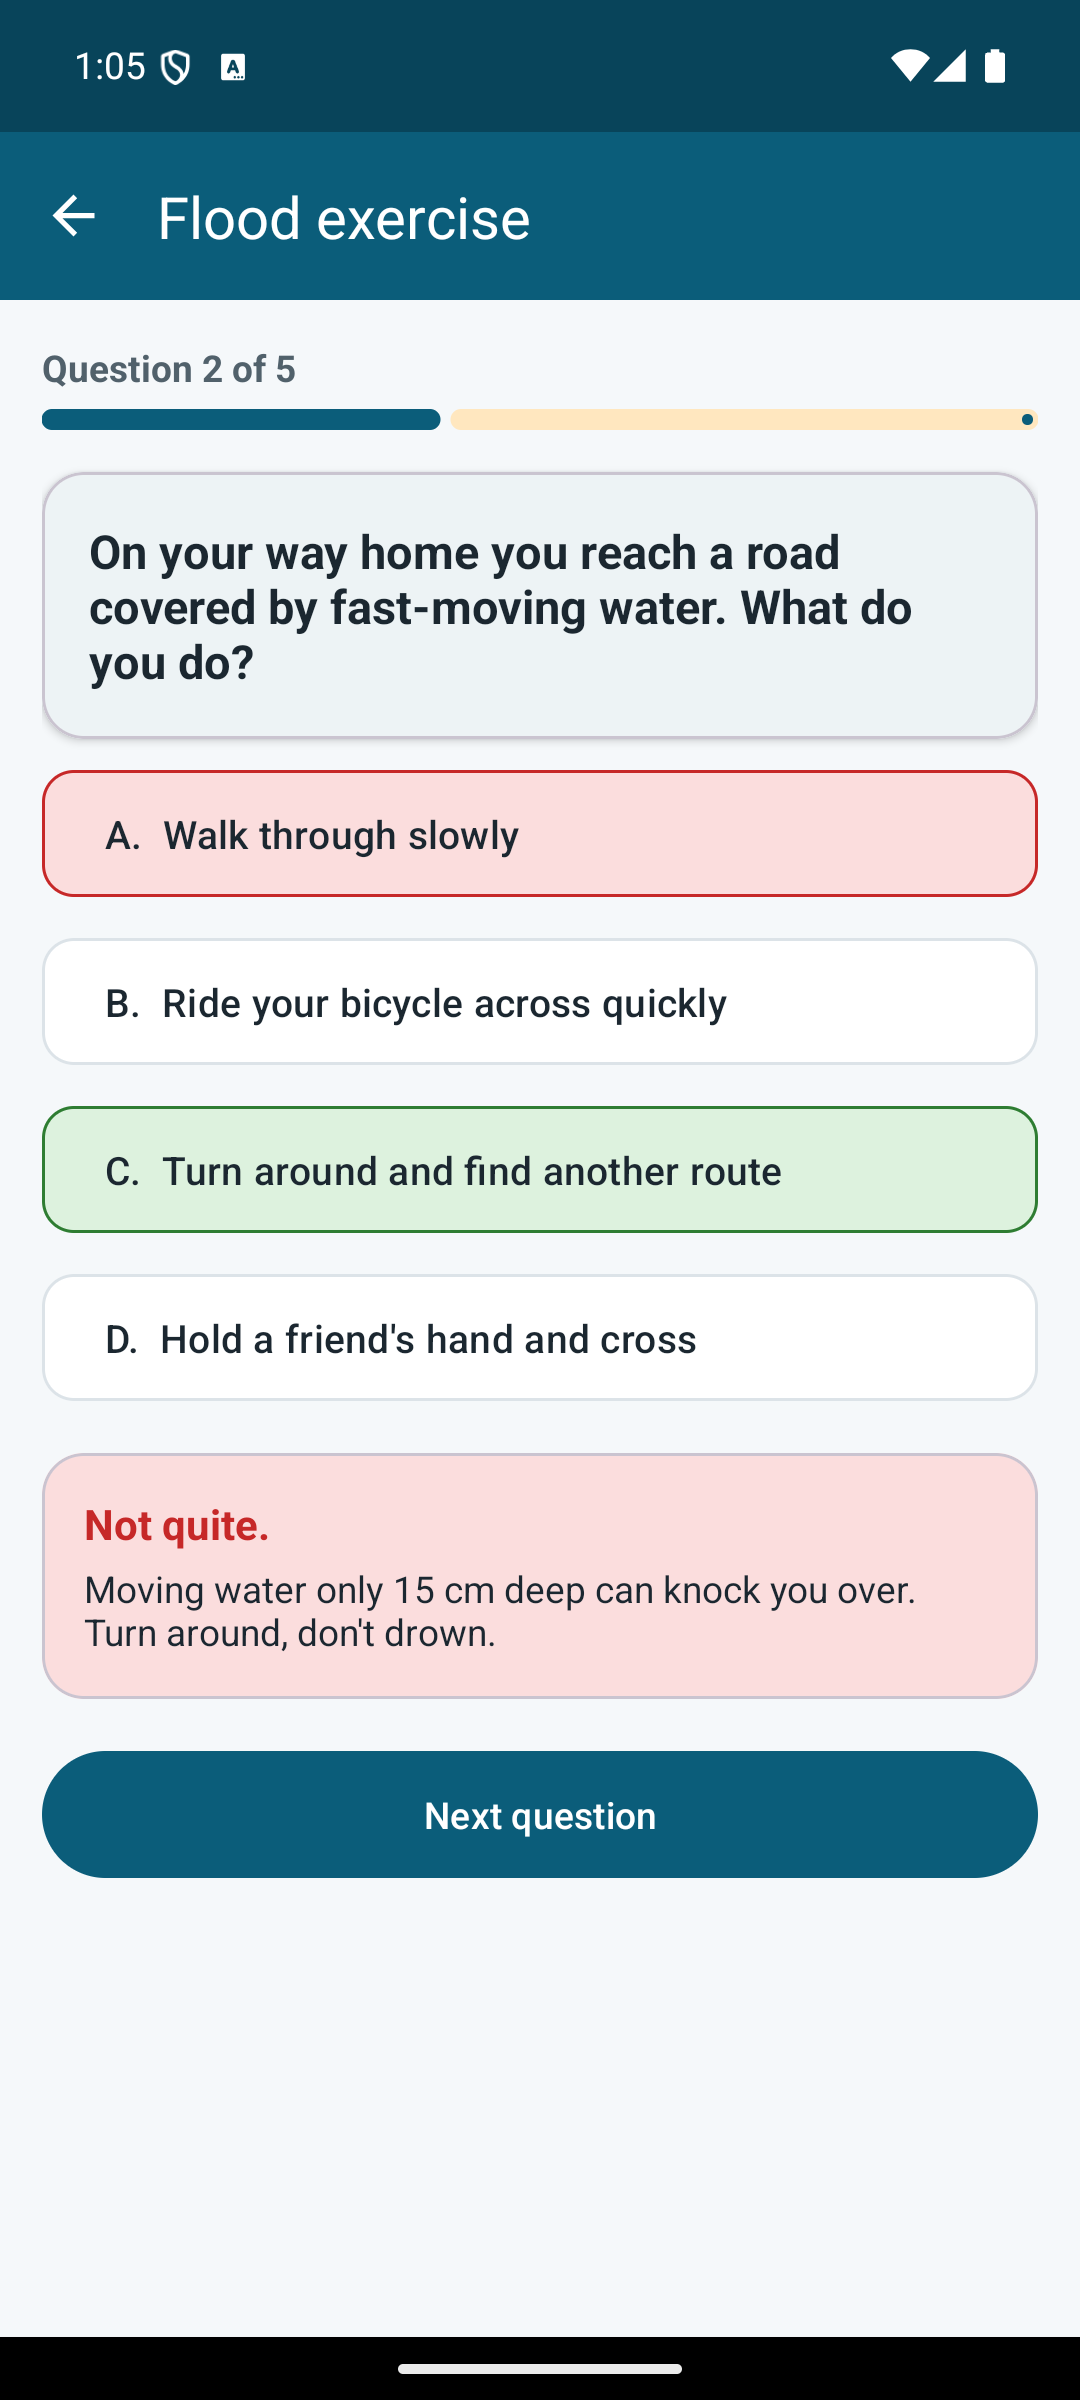 1:05
A
Flood exercise
Question 2 of 5
On your way home you reach a road
covered by fast-moving water. What do
you do?
A. Walk through slowly
B. Ride your bicycle across quickly
C. Turn around and find another route
D. Hold a friend's hand and cross
Not quite.
Moving water only 15 cm deep can knock you over.
Turn around, don't drown.
Next question